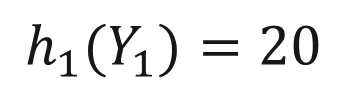 h₁(Y₁) = 20